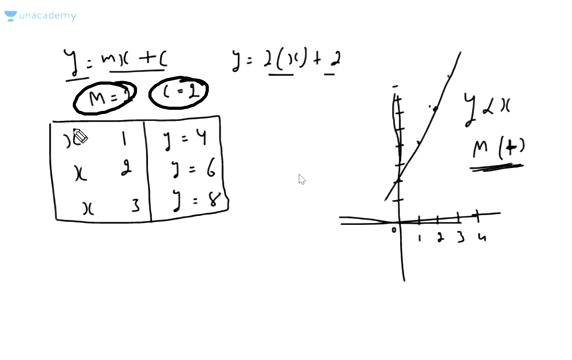 unacademy
y = mx + c
y = 2(x) + 2
M = 2
C = 2
x 1 y = 4
x 2 y = 6
x 3 y = 8
y α x
M (+)
0 1 2 3 4